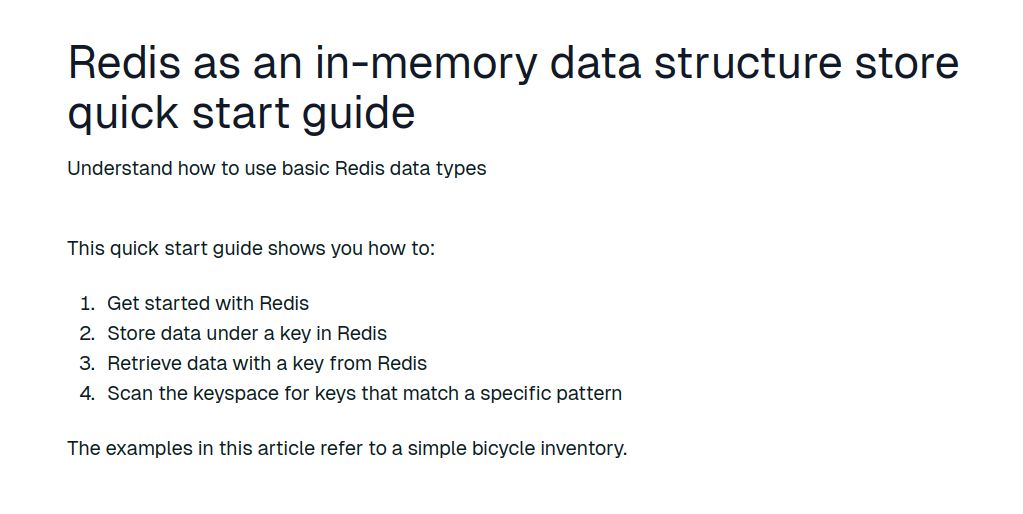 Redis as an in-memory data structure store
quick start guide
Understand how to use basic Redis data types
This quick start guide shows you how to:
1. Get started with Redis
2. Store data under a key in Redis
3. Retrieve data with a key from Redis
4. Scan the keyspace for keys that match a specific pattern
The examples in this article refer to a simple bicycle inventory.